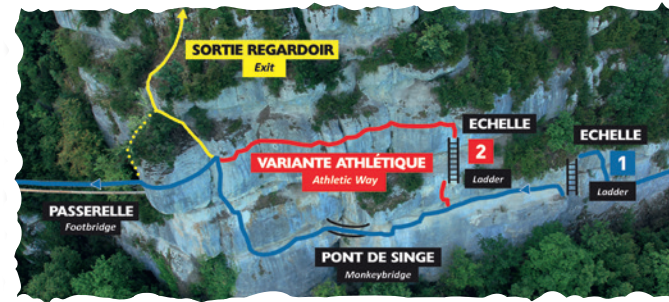 SORTIE REGARDOIR
Exit
ECHELLE
2
Ladder
ECHELLE
1
Ladder
VARIANTE ATHLÉTIQUE
Athletic Way
PASSERELLE
Footbridge
PONT DE SINGE
Monkeybridge